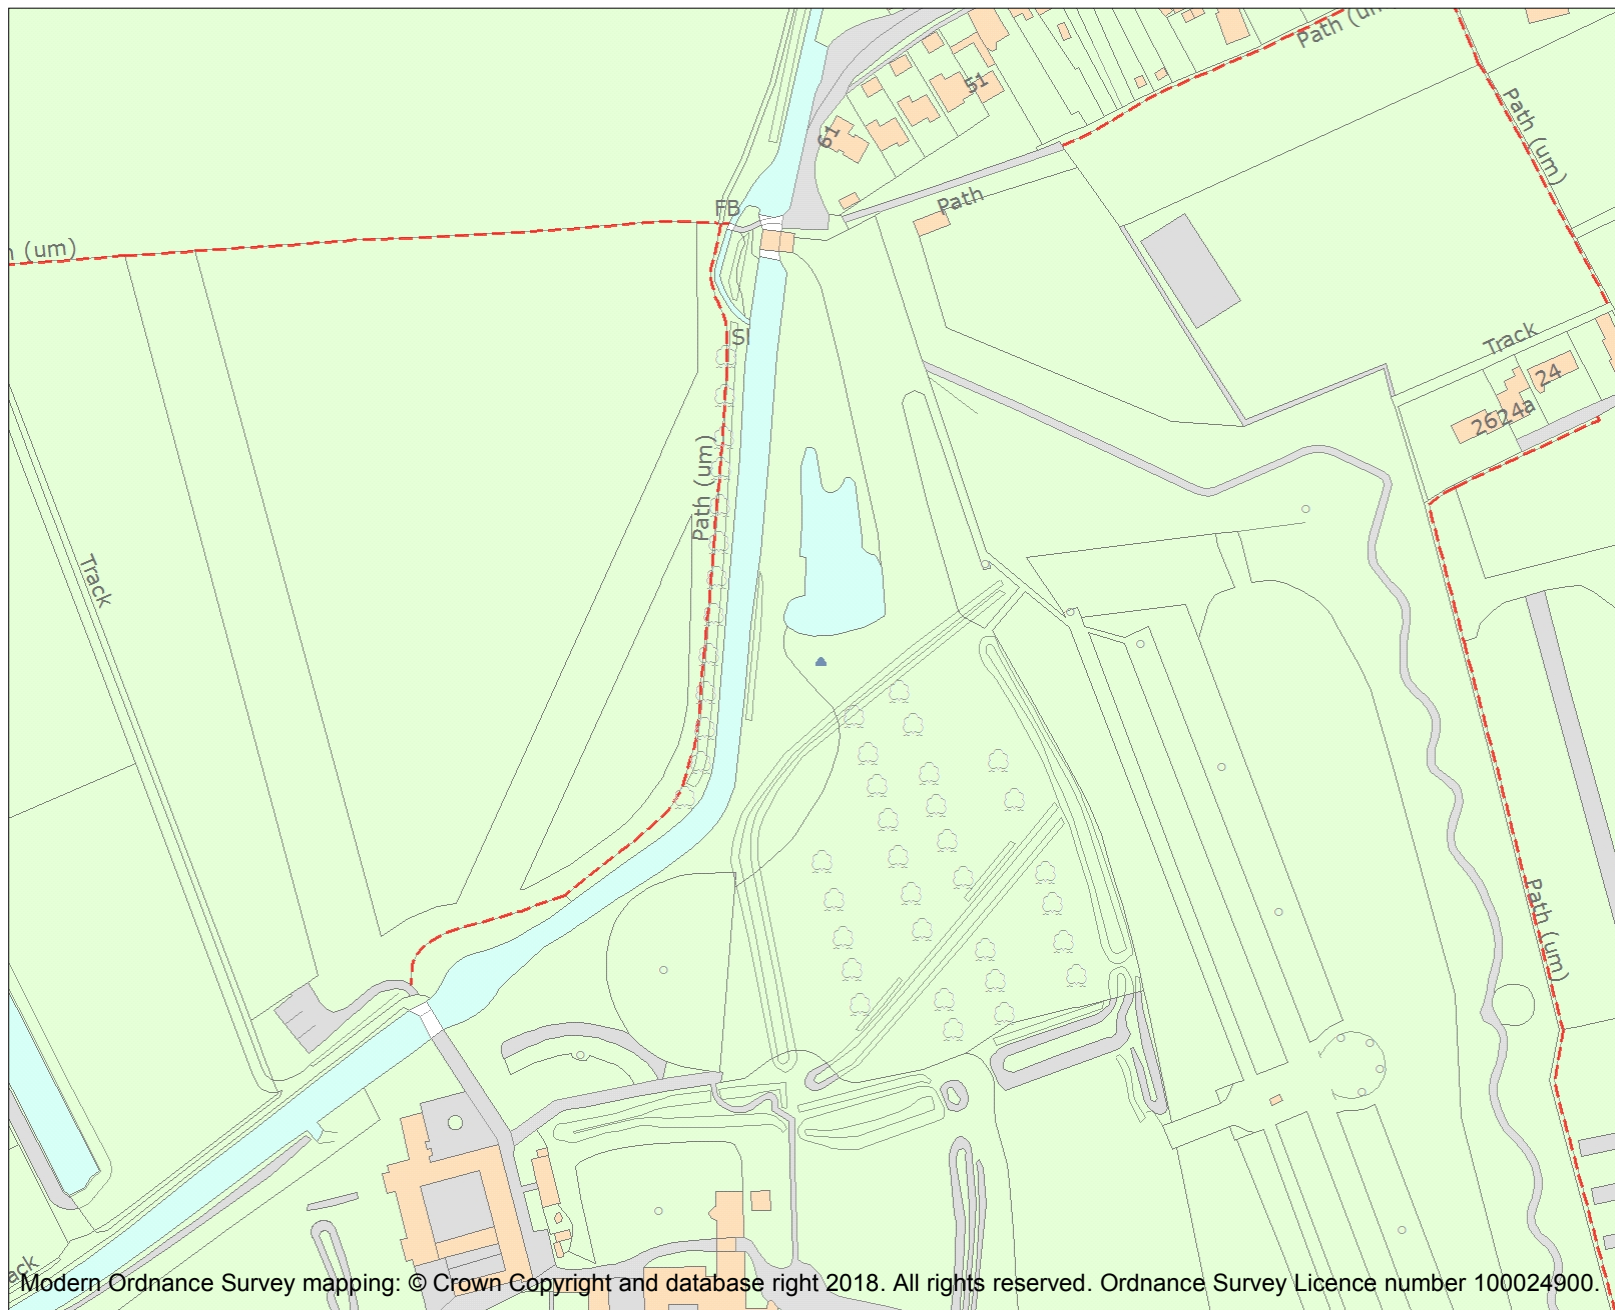 Path (um)
51
61
Path (um)
FB
Path
(um)
SI
Track
24
24a
26
Path (um)
Track
Path (um)
Modern Ordnance Survey mapping: © Crown Copyright and database right 2018. All rights reserved. Ordnance Survey Licence number 100024900.